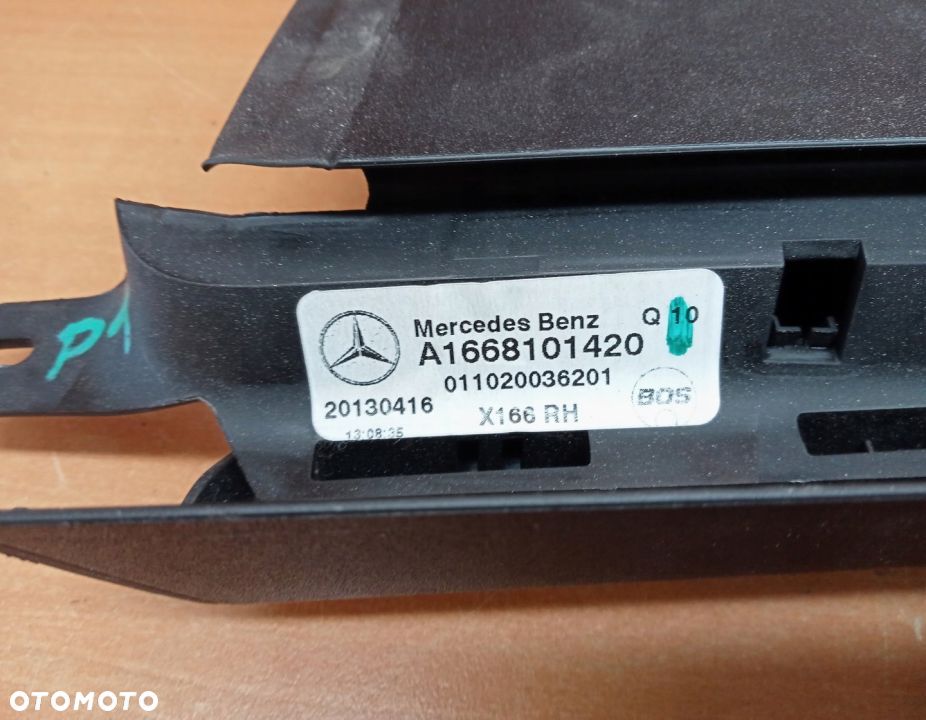 P1
Mercedes Benz Q 10
A1668101420
011020036201
20130416 X166 RH BOS
13:08:35
OTOMOTO